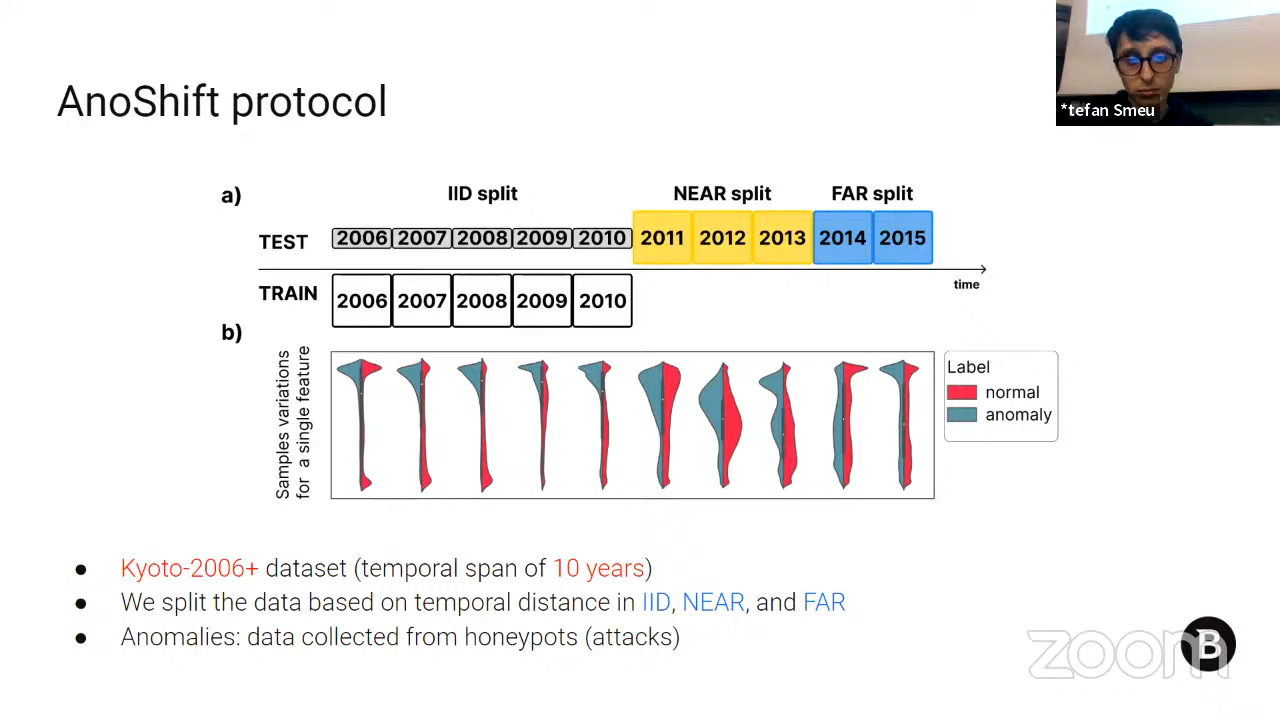 AnoShift protocol
*tefan Smeu
a)
IID split
NEAR split
FAR split
TEST
2006 2007 2008 2009 2010 2011 2012 2013 2014 2015
time
TRAIN
2006 2007 2008 2009 2010
b)
Samples variations
for a single feature
Label
normal
anomaly
● Kyoto-2006+ dataset (temporal span of 10 years)
● We split the data based on temporal distance in IID, NEAR, and FAR
● Anomalies: data collected from honeypots (attacks)
zoom
B